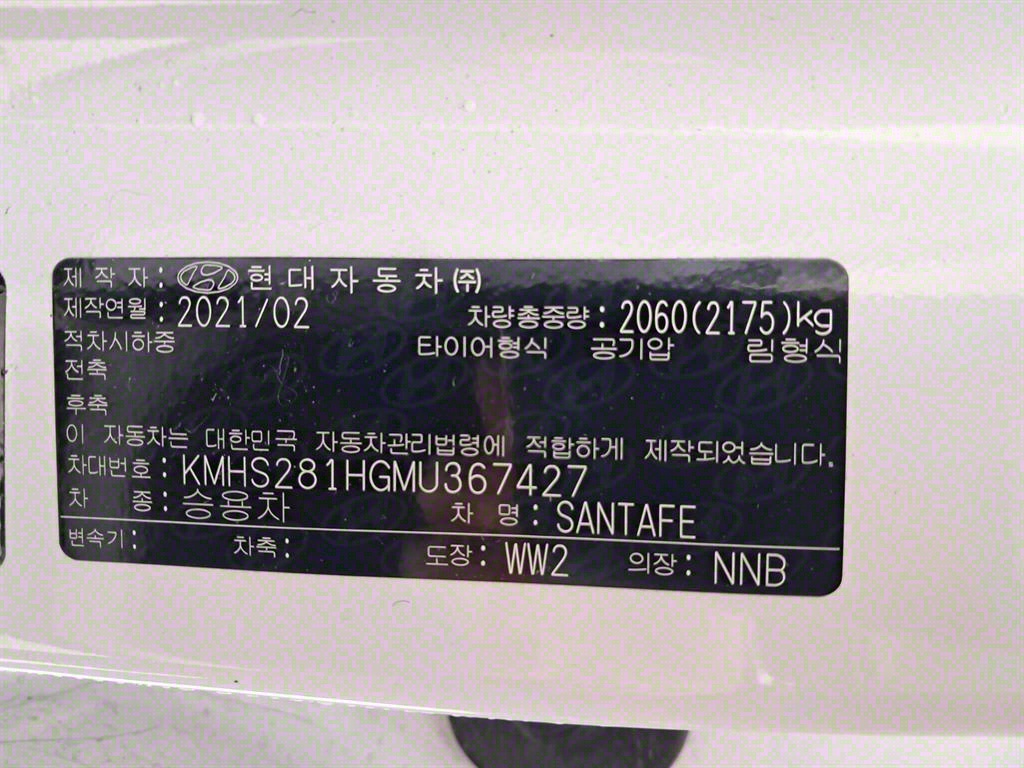 제 작 자 : 현대자동차㈜
제작연월 : 2021/02 차량총중량 : 2060(2175)kg
적차시하중 타이어형식 공기압 림형식
전축
후축
이 자동차는 대한민국 자동차관리법령에 적합하게 제작되었습니다.
차대번호 : KMHS281HGMU367427
차 종 : 승용차 차 명 : SANTAFE
변속기 : 차축 : 도장 : WW2 의장 : NNB